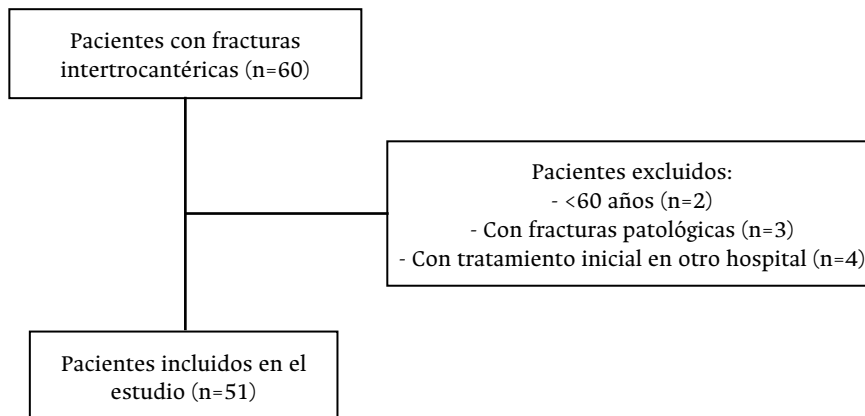 Pacientes con fracturas
intertrocantéricas (n=60)
Pacientes excluidos:
- <60 años (n=2)
- Con fracturas patológicas (n=3)
- Con tratamiento inicial en otro hospital (n=4)
Pacientes incluidos en el
estudio (n=51)